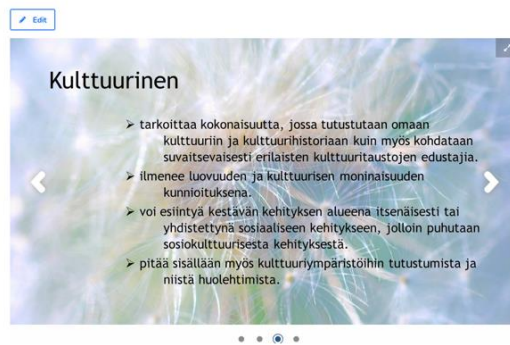 Edit
Kulttuurinen
➢ tarkoittaa kokonaisuutta, jossa tutustutaan omaan
kulttuuriin ja kulttuurihistoriaan kuin myös kohdataan
suvaitsevaisesti erilaisten kulttuuritaustojen edustajia.
➢ ilmenee luovuuden ja kulttuurisen moninaisuuden
kunnioituksena.
➢ voi esiintyä kestävän kehityksen alueena itsenäisesti tai
yhdistettynä sosiaaliseen kehitykseen, jolloin puhutaan
sosiokulttuurisesta kehityksestä.
➢ pitää sisällään myös kulttuuriympäristöihin tutustumista ja
niistä huolehtimista.